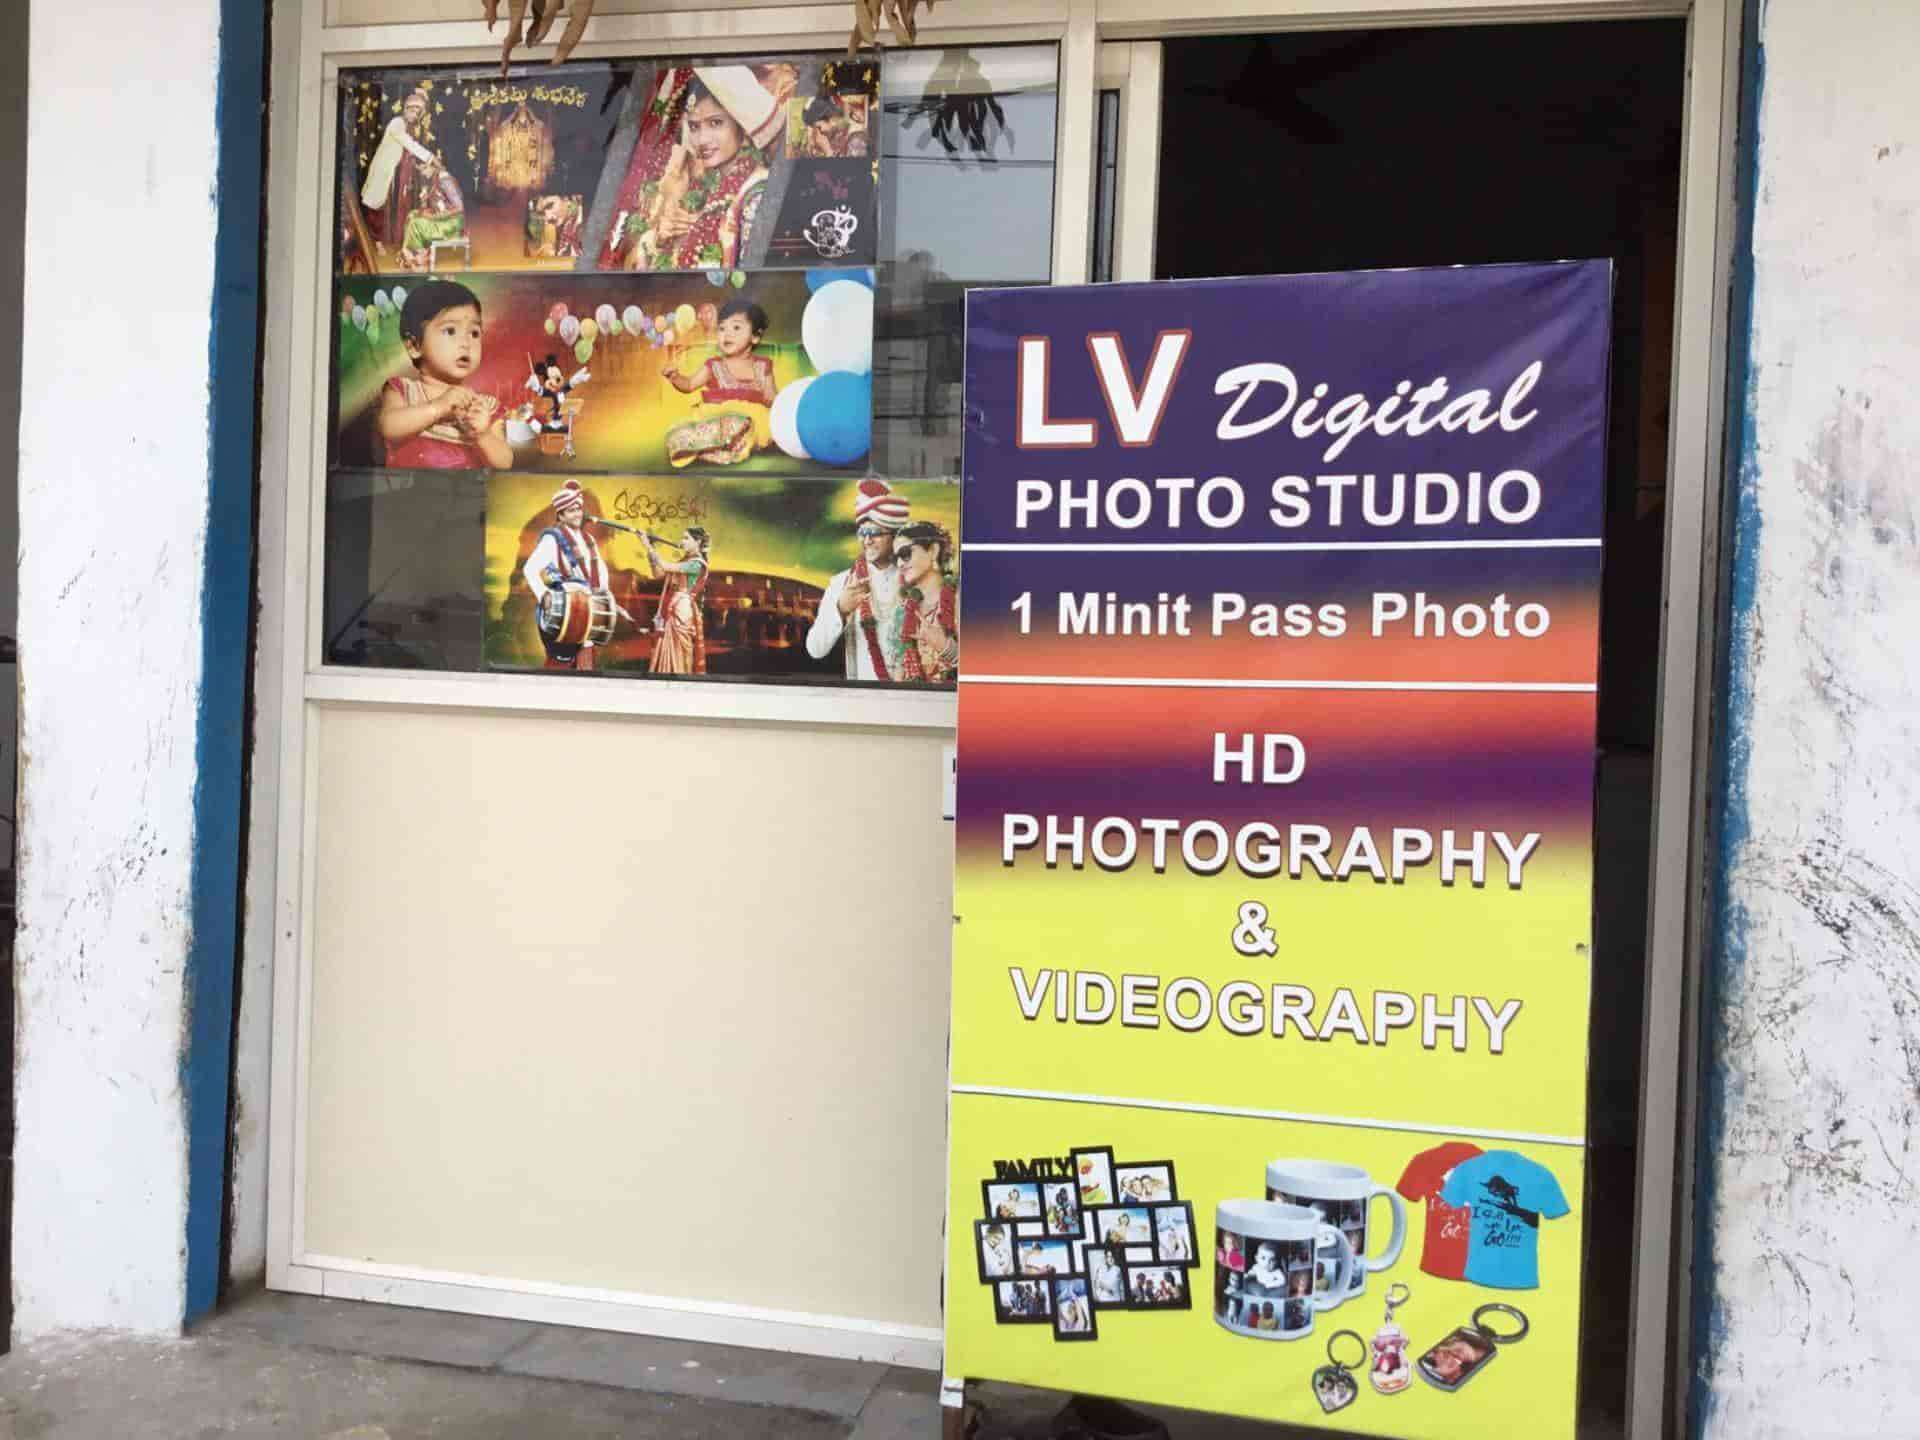 LV Digital
PHOTO STUDIO
1 Minit Pass Photo
HD
PHOTOGRAPHY
&
VIDEOGRAPHY
FAMILY